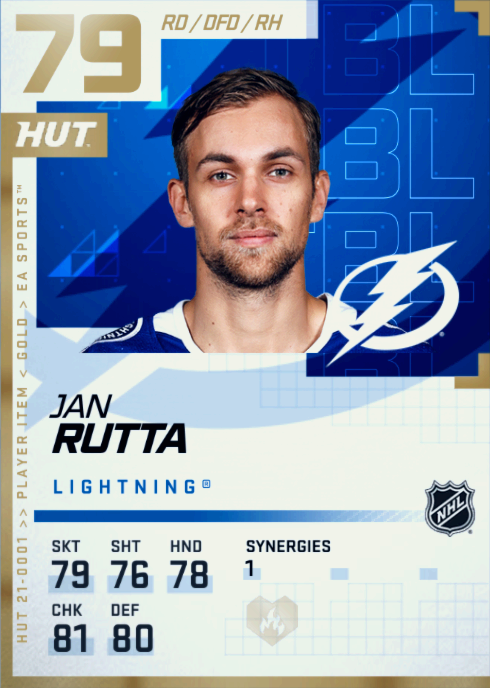 79
RD / DFD / RH
HUT
BL
BL
BL
BL
HUT 21-0001 >> PLAYER ITEM < GOLD > EA SPORTS™
JAN
RUTTA
LIGHTNING®
NHL
SKT
SHT
HND
SYNERGIES
79
76
78
1
CHK
DEF
81
80